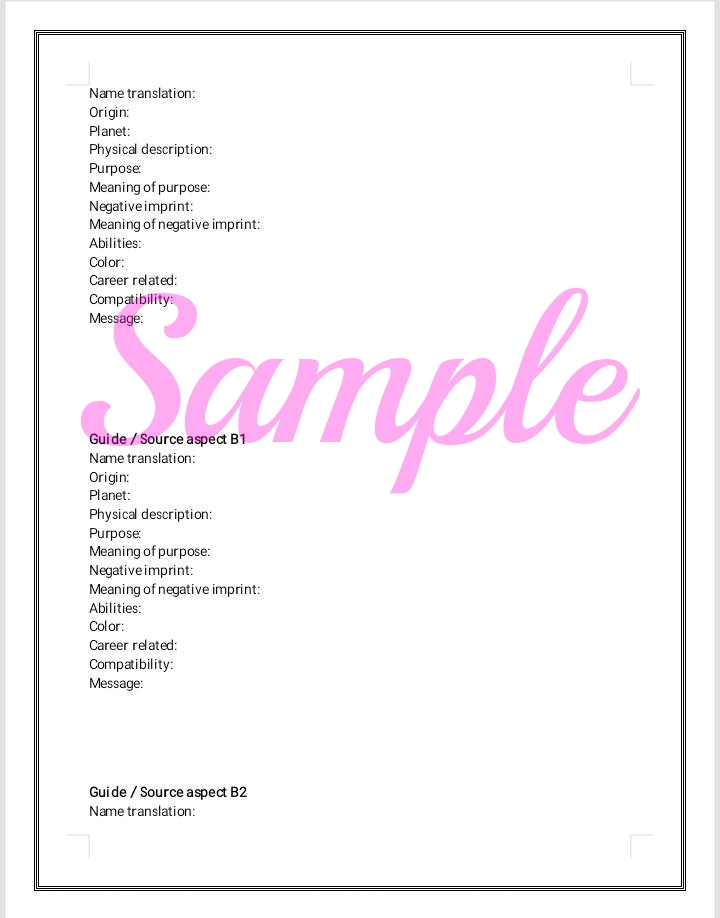 Name translation:
Origin:
Planet:
Physical description:
Purpose:
Meaning of purpose:
Negative imprint:
Meaning of negative imprint:
Abilities:
Color:
Career related:
Compatibility:
Message:
Sample
Guide / Source aspect B1
Name translation:
Origin:
Planet:
Physical description:
Purpose:
Meaning of purpose:
Negative imprint:
Meaning of negative imprint:
Abilities:
Color:
Career related:
Compatibility:
Message:
Guide / Source aspect B2
Name translation: